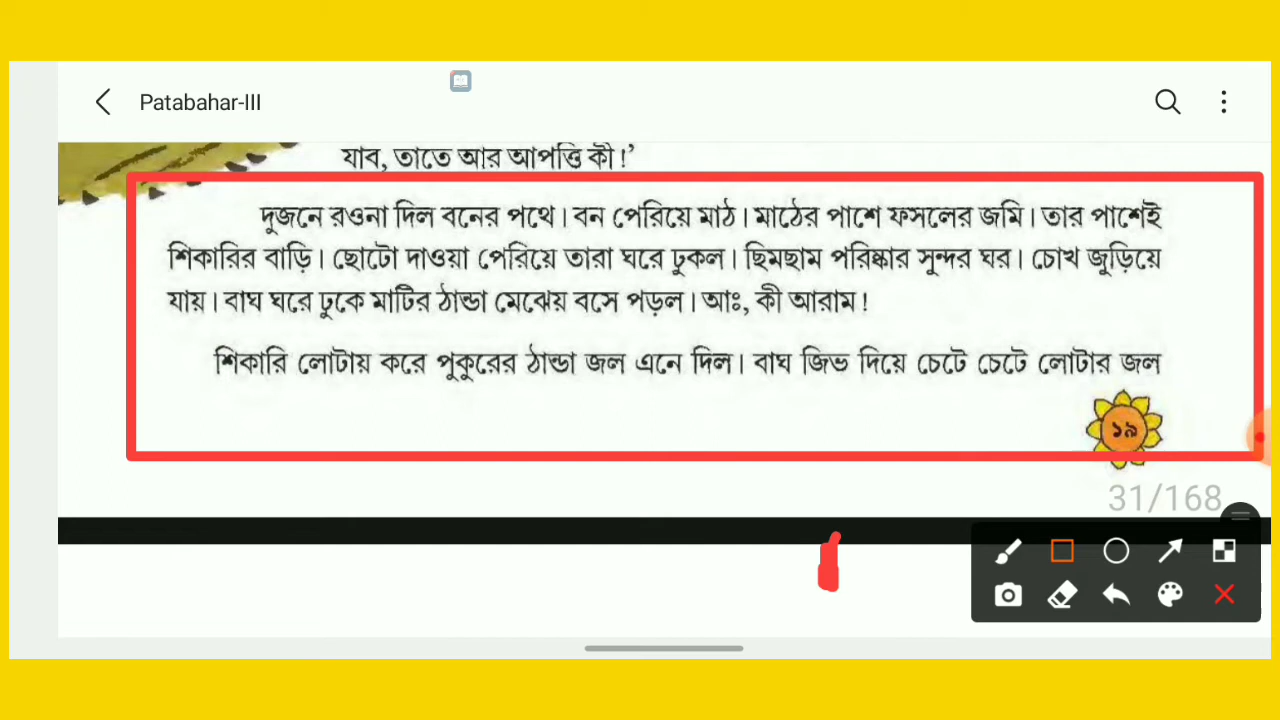 Patabahar-III
যাব, তাতে আর আপত্তি কী!’
দুজনে রওনা দিল বনের পথে। বন পেরিয়ে মাঠ। মাঠের পাশে ফসলের জমি। তার পাশেই
শিকারির বাড়ি। ছোটো দাওয়া পেরিয়ে তারা ঘরে ঢুকল। ছিমছাম পরিষ্কার সুন্দর ঘর। চোখ জুড়িয়ে
যায়। বাঘ ঘরে ঢুকে মাটির ঠান্ডা মেঝেয় বসে পড়ল। আঃ, কী আরাম!
শিকারি লোটায় করে পুকুরের ঠান্ডা জল এনে দিল। বাঘ জিভ দিয়ে চেটে চেটে লোটার জল
১৯
31/168